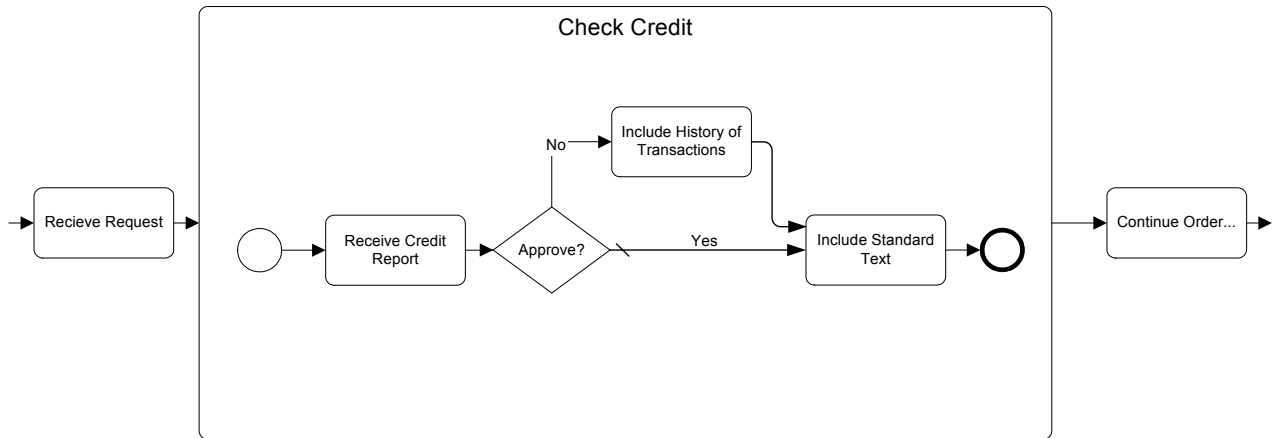 Check Credit
Include History of
Transactions
No
Recieve Request
Receive Credit
Report
Approve?
Yes
Include Standard
Text
Continue Order...